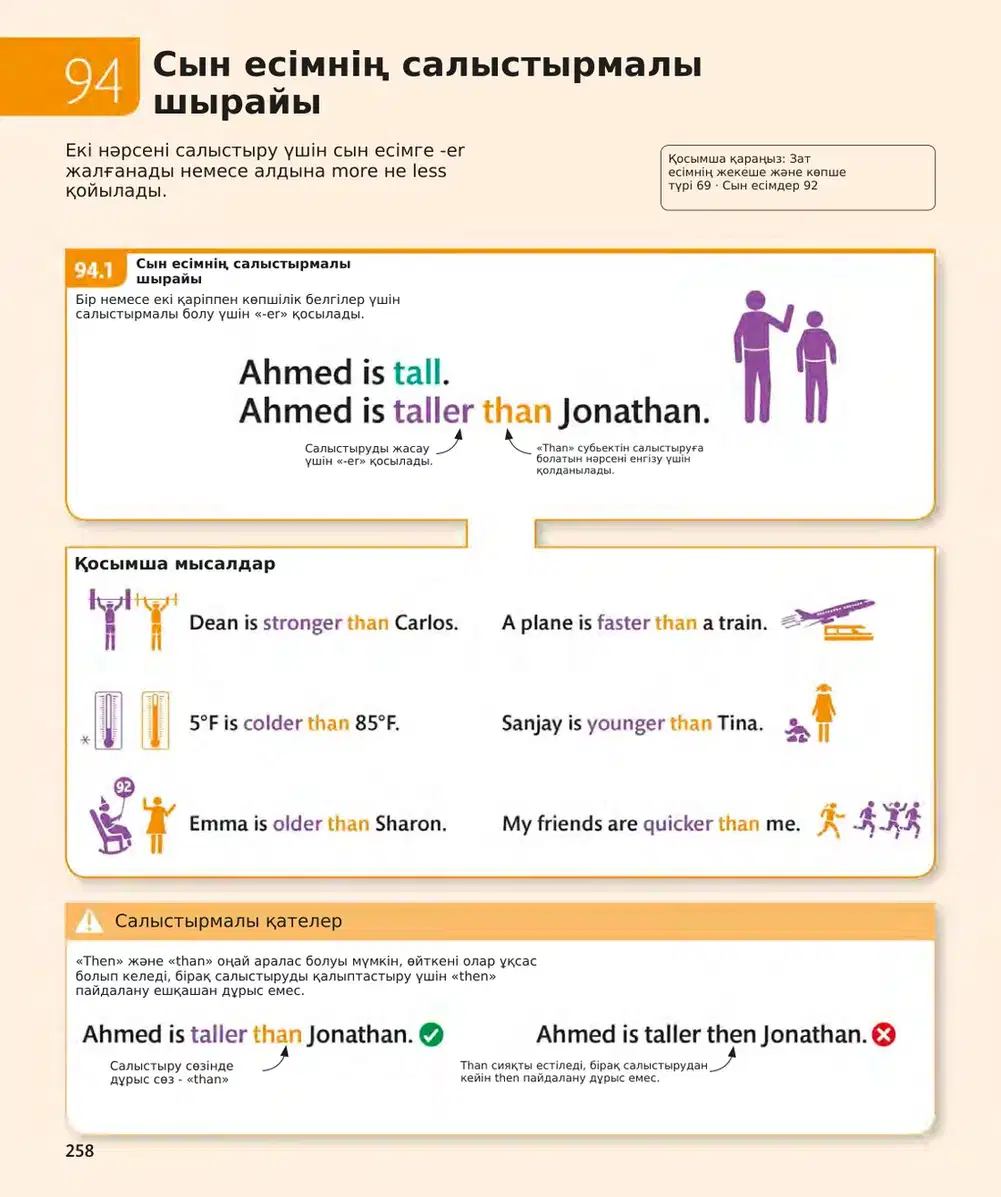 94
Сын есімнің салыстырмалы
шырайы
Екі нәрсені салыстыру үшін сын есімге -er
жалғанады немесе алдына more не less
қойылады.
Қосымша қараңыз: Зат
есімнің жекеше және көпше
түрі 69 · Сын есімдер 92
94.1
Сын есімнің салыстырмалы
шырайы
Бір немесе екі қаріппен көпшілік белгілер үшін
салыстырмалы болу үшін «-er» қосылады.
Ahmed is tall.
Ahmed is taller than Jonathan.
Салыстыруды жасау
үшін «-er» қосылады.
«Than» субьектін салыстыруға
болатын нәрсені енгізу үшін
қолданылады.
Қосымша мысалдар
Dean is stronger than Carlos.
A plane is faster than a train.
5°F is colder than 85°F.
Sanjay is younger than Tina.
92
Emma is older than Sharon.
My friends are quicker than me.
Салыстырмалы қателер
«Then» және «than» оңай аралас болуы мүмкін, өйткені олар ұқсас
болып келеді, бірақ салыстыруды қалыптастыру үшін «then»
пайдалану ешқашан дұрыс емес.
Ahmed is taller than Jonathan.
Ahmed is taller then Jonathan.
Салыстыру сөзінде
дұрыс сөз - «than»
Than сияқты естіледі, бірақ салыстырудан
кейін then пайдалану дұрыс емес.
258